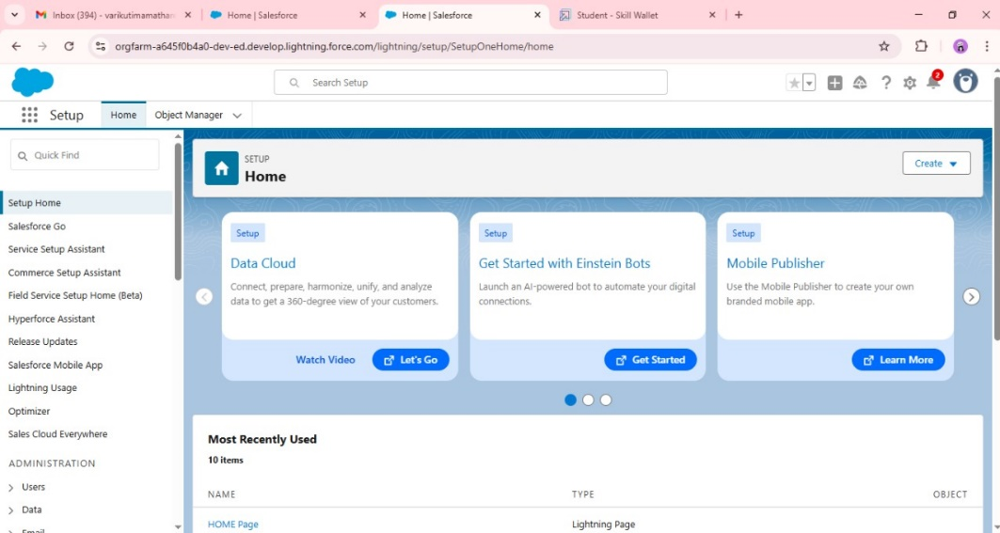 Inbox (394) - varikutimamathar
Home | Salesforce
Home | Salesforce
Student - Skill Wallet
orgfarm-a645f0b4a0-dev-ed.develop.lightning.force.com/lightning/setup/SetupOneHome/home
Search Setup
2
Setup
Home
Object Manager
Quick Find
Setup Home
Salesforce Go
Service Setup Assistant
Commerce Setup Assistant
Field Service Setup Home (Beta)
Hyperforce Assistant
Release Updates
Salesforce Mobile App
Lightning Usage
Optimizer
Sales Cloud Everywhere
ADMINISTRATION
Users
Data
Email
SETUP
Home
Create
Setup
Data Cloud
Connect, prepare, harmonize, unify, and analyze
data to get a 360-degree view of your customers.
Watch Video
Let's Go
Setup
Get Started with Einstein Bots
Launch an AI-powered bot to automate your digital
connections.
Get Started
Setup
Mobile Publisher
Use the Mobile Publisher to create your own
branded mobile app.
Learn More
Most Recently Used
10 items
NAME TYPE OBJECT
HOME Page Lightning Page